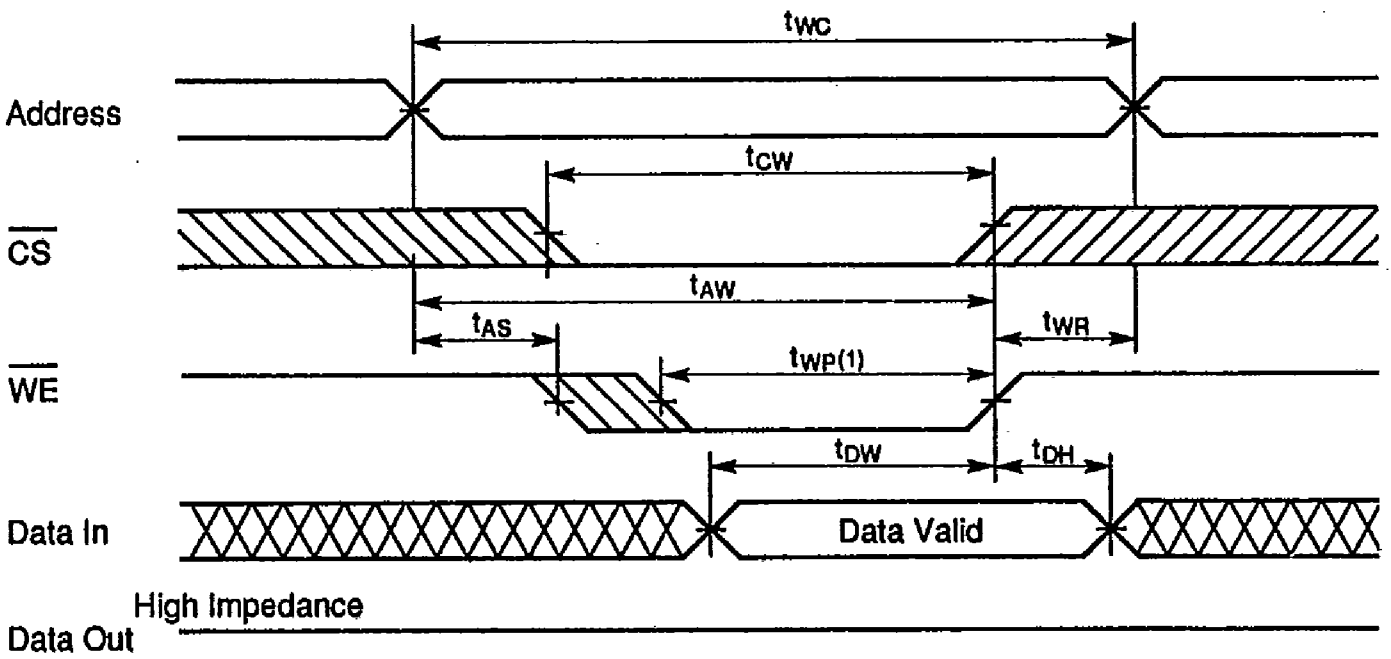 tWC
Address
tCW
CS
tAW
tAS
tWR
tWP(1)
WE
tDW
tDH
Data In
Data Valid
High Impedance
Data Out